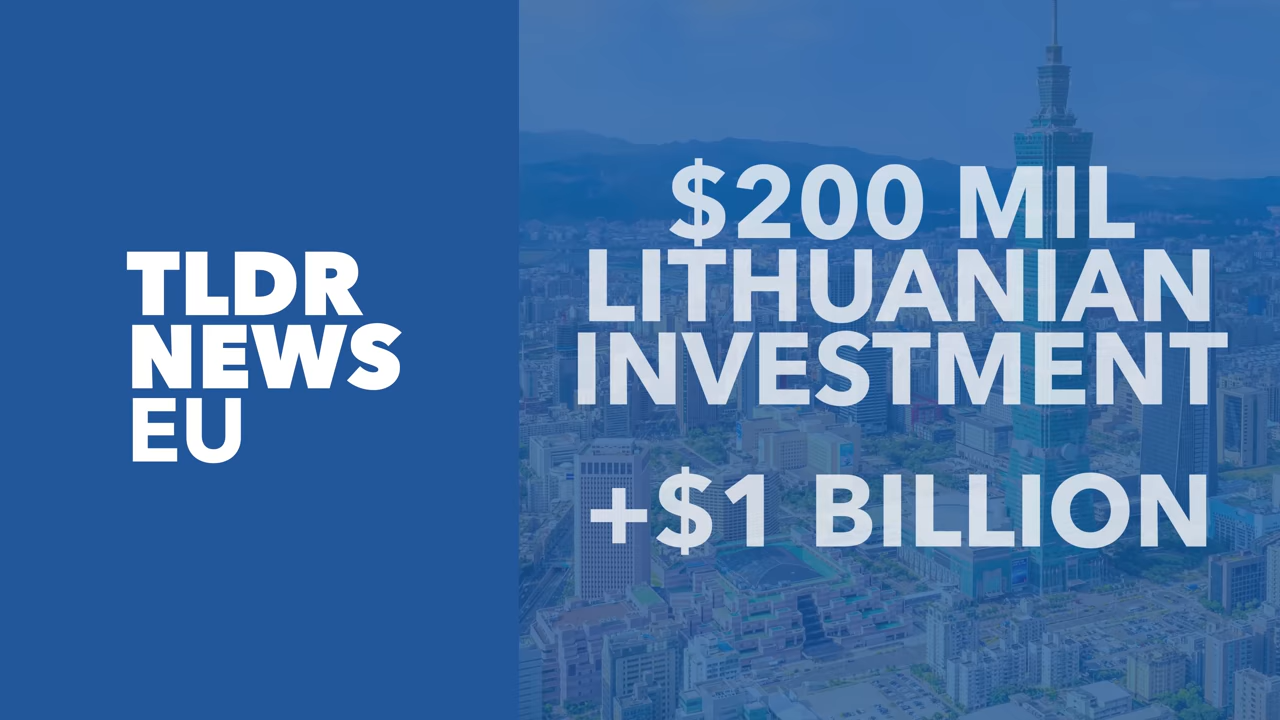 TLDR
NEWS
EU
$200 MIL
LITHUANIAN
INVESTMENT
+$1 BILLION